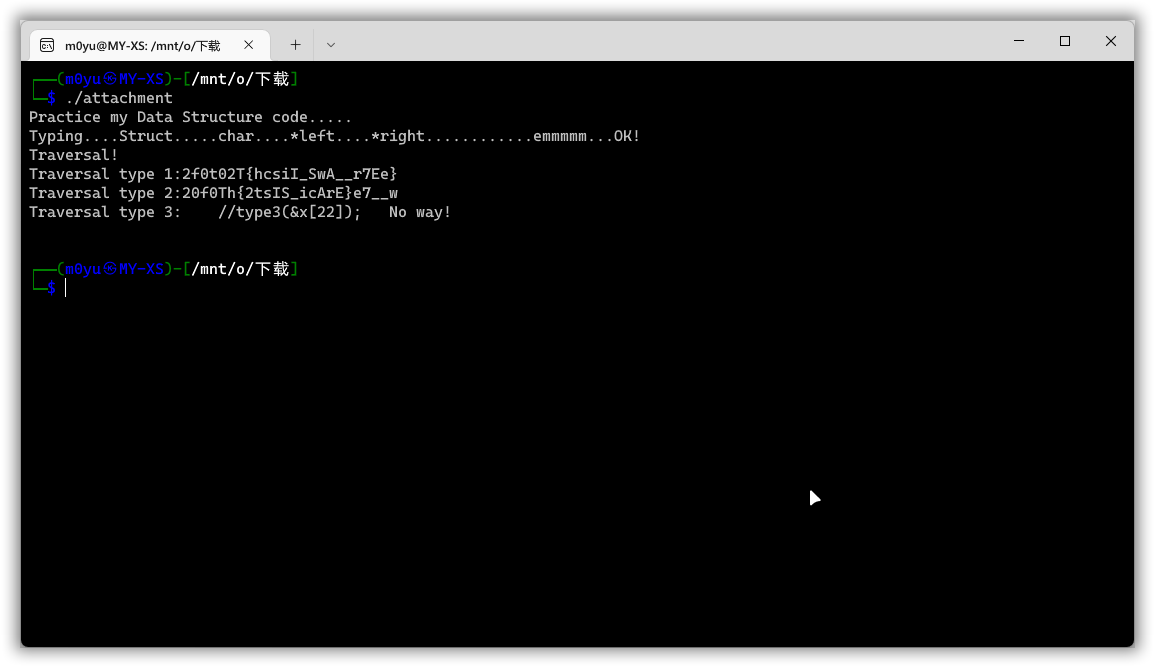 m0yu@MY-XS: /mnt/o/下载
┌──(m0yu㉿MY-XS)-[/mnt/o/下载]
└─$ ./attachment
Practice my Data Structure code.....
Typing....Struct.....char....*left....*right............emmmmm...OK!
Traversal!
Traversal type 1:2f0t02T{hcsiI_SwA__r7Ee}
Traversal type 2:20f0Th{2tsIS_icArE}e7__w
Traversal type 3:    //type3(&x[22]);   No way!
┌──(m0yu㉿MY-XS)-[/mnt/o/下载]
└─$